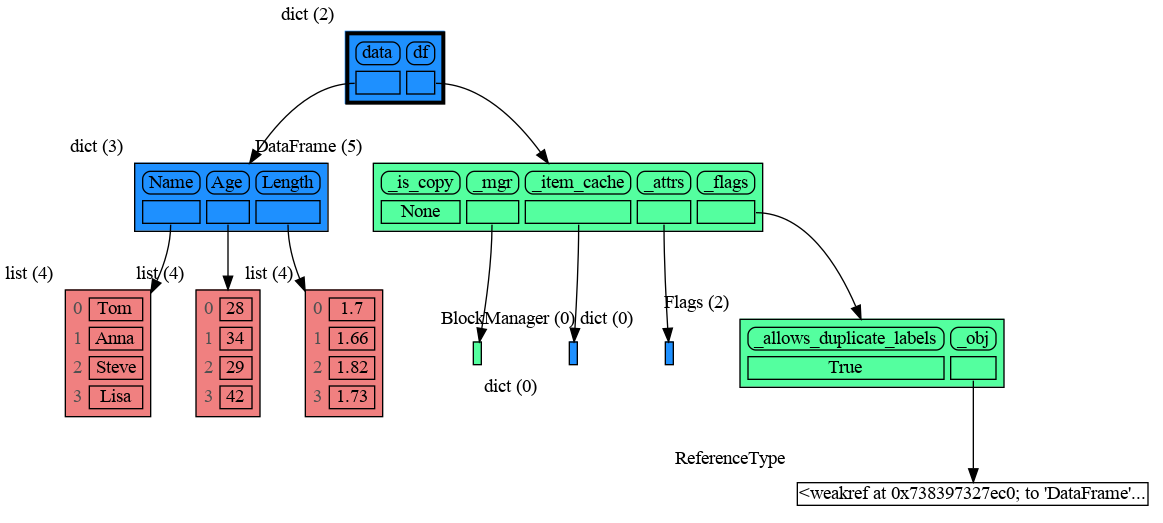 dict (2)
data df
dict (3)
DataFrame (5)
Name Age Length
_is_copy _mgr _item_cache _attrs _flags
None
list (4)
list (4)
list (4)
0 Tom
1 Anna
2 Steve
3 Lisa
0 28
1 34
2 29
3 42
0 1.7
1 1.66
2 1.82
3 1.73
BlockManager (0)
dict (0)
dict (0)
Flags (2)
_allows_duplicate_labels _obj
True
ReferenceType
<weakref at 0x738397327ec0; to 'DataFrame'...